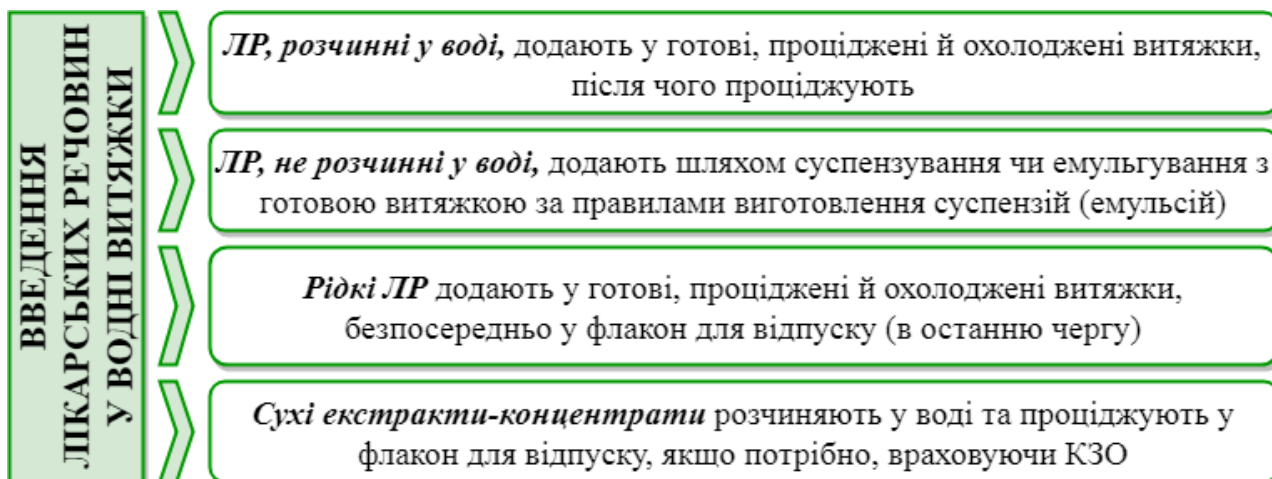 ВВЕДЕННЯ
ЛІКАРСЬКИХ РЕЧОВИН
У ВОДНІ ВИТЯЖКИ
ЛР, розчинні у воді, додають у готові, проціджені й охолоджені витяжки,
після чого проціджують
ЛР, не розчинні у воді, додають шляхом суспензування чи емульгування з
готовою витяжкою за правилами виготовлення суспензій (емульсій)
Рідкі ЛР додають у готові, проціджені й охолоджені витяжки,
безпосередньо у флакон для відпуску (в останню чергу)
Сухі екстракти-концентрати розчиняють у воді та проціджують у
флакон для відпуску, якщо потрібно, враховуючи КЗО